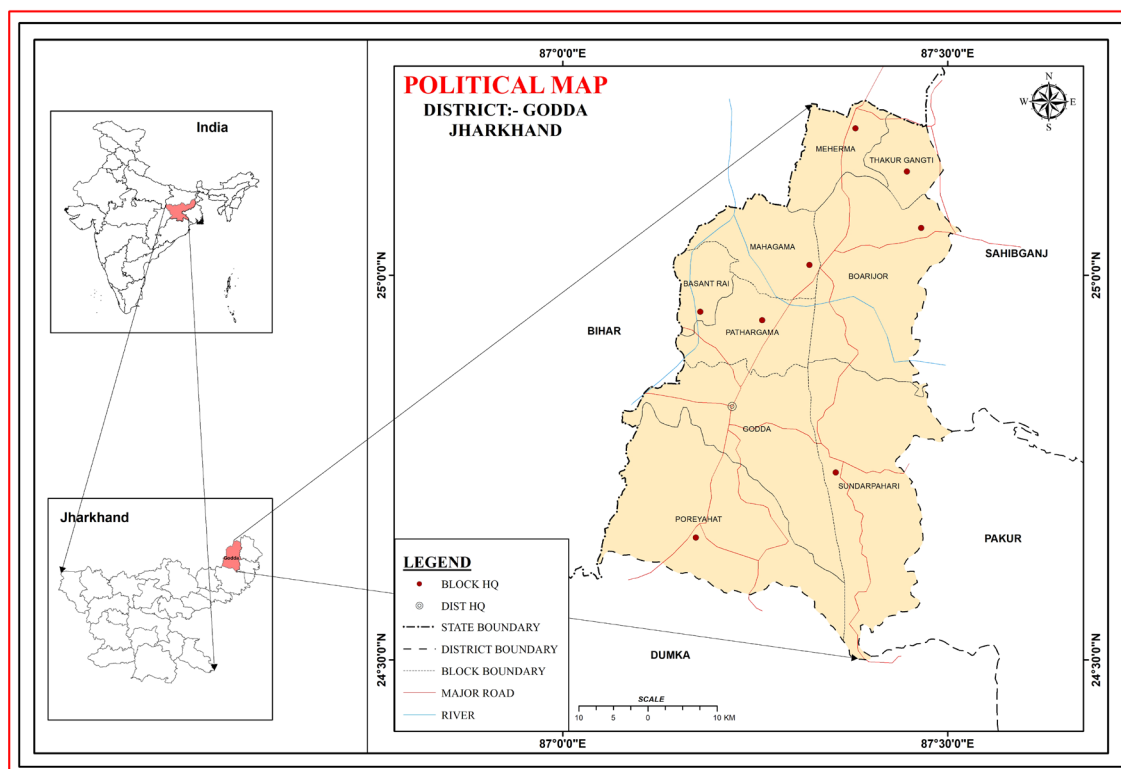 India
Jharkhand
Godda
POLITICAL MAP
DISTRICT:- GODDA
JHARKHAND
87°0'0"E
87°30'0"E
N
W
E
S
MEHERMA
THAKUR GANGTI
MAHAGAMA
SAHIBGANJ
25°0'0"N
25°0'0"N
BOARIJOR
BASANT RAI
BIHAR
PATHARGAMA
GODDA
SUNDARPAHARI
POREYAHAT
PAKUR
DUMKA
24°30'0"N
24°30'0"N
LEGEND
BLOCK HQ
DIST HQ
STATE BOUNDARY
DISTRICT BOUNDARY
BLOCK BOUNDARY
MAJOR ROAD
RIVER
SCALE
10 5 0 10 KM
87°0'0"E
87°30'0"E